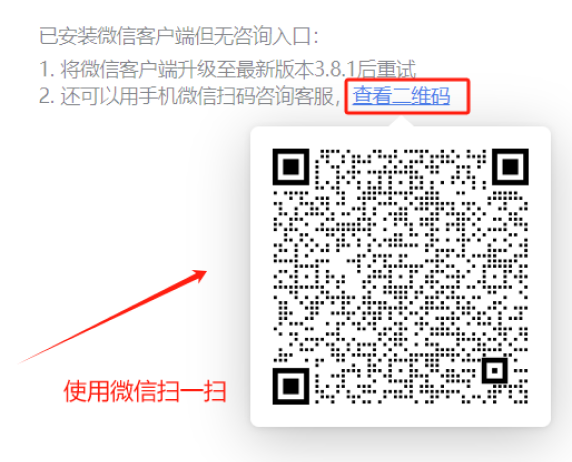 已安装微信客户端但无咨询入口：
1. 将微信客户端升级至最新版本3.8.1后重试
2. 还可以用手机微信扫码咨询客服，查看二维码
使用微信扫一扫